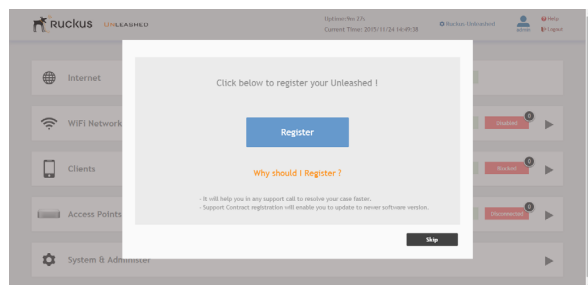 RUCKUS UNLEASHED
Uptime: 9m 27s
Current Time: 2015/11/24 14:49:58
Ruckus-Unleashed
admin
Help
Logout
Internet
Click below to register your Unleashed !
WiFi Network
Register
Disabled
0
Why should I Register ?
Clients
Blocked
0
- It will help you in any support call to resolve your case faster.
- Support Contract registration will enable you to update to newer software version.
Access Points
Disconnected
0
Skip
System & Administer